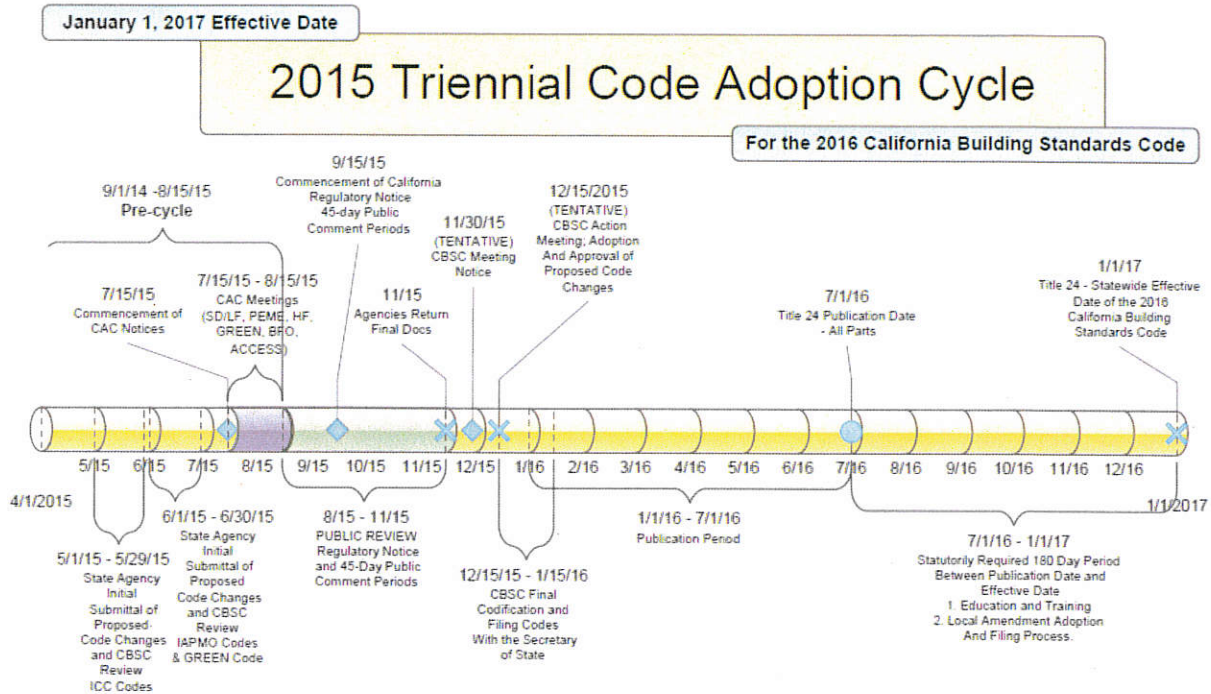 January 1, 2017 Effective Date
2015 Triennial Code Adoption Cycle
For the 2016 California Building Standards Code
9/1/14 -8/15/15
Pre-cycle
7/15/15
Commencement of
CAC Notices
7/15/15 - 8/15/15
CAC Meetings
(SD/LF, PEME, HF,
GREEN, BFO,
ACCESS)
9/15/15
Commencement of California
Regulatory Notice
45-day Public
Comment Periods
11/15
Agencies Return
Final Docs
11/30/15
(TENTATIVE)
CBSC Meeting
Notice
12/15/2015
(TENTATIVE)
CBSC Action
Meeting; Adoption
And Approval of
Proposed Code
Changes
7/1/16
Title 24 Publication Date
- All Parts
1/1/17
Title 24 - Statewide Effective
Date of the 2016
California Building
Standards Code
5/15 6/15 7/15 8/15 9/15 10/15 11/15 12/15 1/16 2/16 3/16 4/16 5/16 6/16 7/16 8/16 9/16 10/16 11/16 12/16
4/1/2015
1/1/2017
5/1/15 - 5/29/15
State Agency
Initial
Submittal of
Proposed
Code Changes
and CBSC
Review
ICC Codes
6/1/15 - 6/30/15
State Agency
Initial
Submittal of
Proposed
Code Changes
and CBSC
Review
IAPMO Codes
& GREEN Code
8/15 - 11/15
PUBLIC REVIEW
Regulatory Notice
and 45-Day Public
Comment Periods
12/15/15 - 1/15/16
CBSC Final
Codification and
Filing Codes
With the Secretary
of State
1/1/16 - 7/1/16
Publication Period
7/1/16 - 1/1/17
Statutorily Required 180 Day Period
Between Publication Date and
Effective Date
1. Education and Training
2. Local Amendment Adoption
And Filing Process.